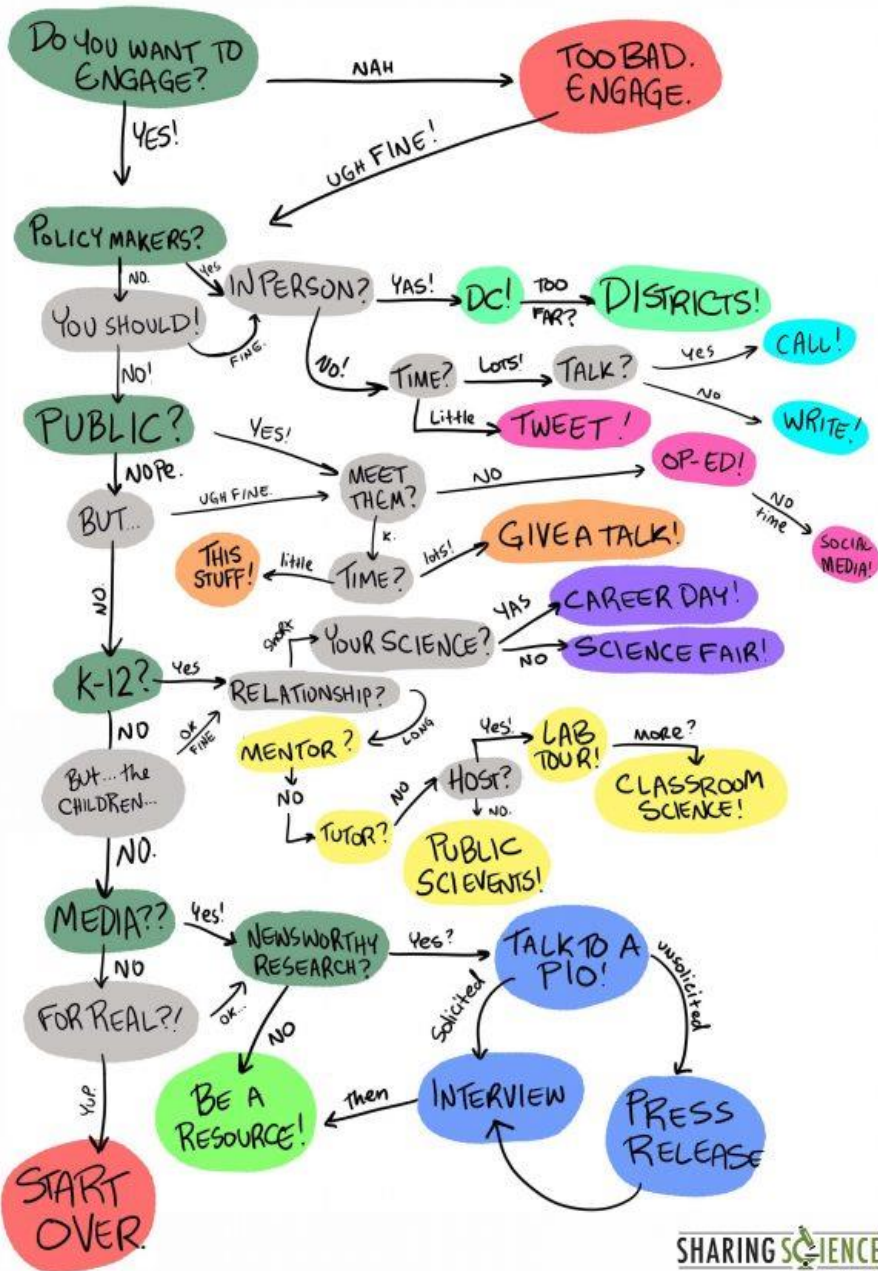 DO YOU WANT TO
ENGAGE?
NAH
TOO BAD.
ENGAGE.
YES!
UGH FINE!
POLICY MAKERS?
NO.
Yes
IN PERSON?
YAS!
DC!
TOO
FAR?
DISTRICTS!
YOU SHOULD!
FINE.
NO!
NO!
TIME?
LOTS!
TALK?
yes
CALL!
NO
WRITE!
Little
TWEET!
PUBLIC?
YES!
NOPE.
BUT...
UGH FINE.
MEET
THEM?
NO
OP-ED!
NO
time
SOCIAL
MEDIA!
K.
TIME?
little
THIS
STUFF!
lots!
GIVE A TALK!
NO.
K-12?
Yes
RELATIONSHIP?
SHORT
YOUR SCIENCE?
YAS
CAREER DAY!
NO
SCIENCE FAIR!
LONG
MENTOR?
NO
TUTOR?
NO
HOST?
Yes!
LAB
TOUR!
MORE?
CLASSROOM
SCIENCE!
NO.
PUBLIC
SCI EVENTS!
NO
OK
FINE
BUT...the
CHILDREN...
NO.
MEDIA??
Yes!
NEWSWORTHY
RESEARCH?
Yes?
TALK TO A
PIO!
NO
FOR REAL?!
OK...
NO
BE A
RESOURCE!
Solicited
unsolicited
INTERVIEW
PRESS
RELEASE
then
YUP.
START
OVER.
SHARING SCIENCE